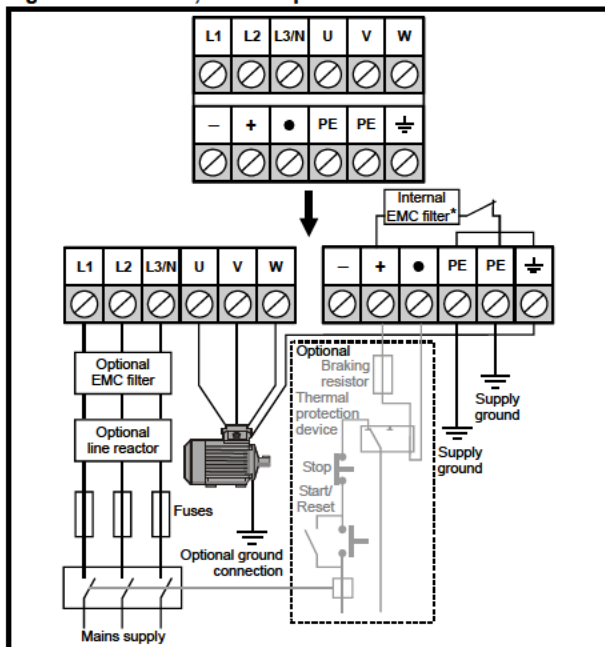 L1 L2 L3/N U V W
– + ● PE PE ⏚
Internal
EMC filter*
L1 L2 L3/N U V W
– + ● PE PE ⏚
Optional
EMC filter
Optional
line reactor
Fuses
Mains supply
Optional ground
connection
Optional
Braking
resistor
Thermal
protection
device
Stop
Start/
Reset
Supply
ground
Supply
ground